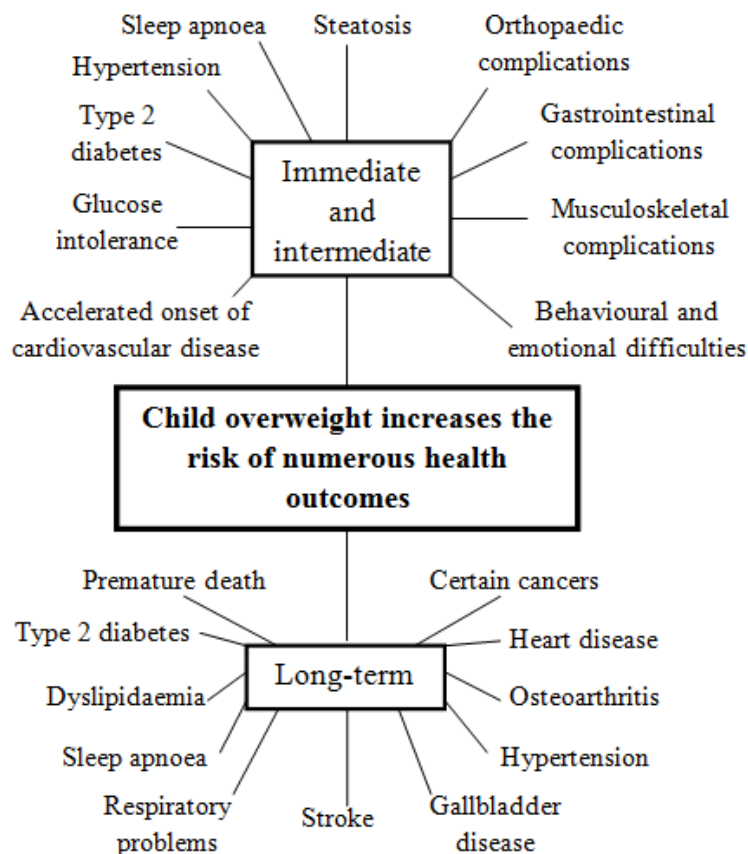 Sleep apnoea
Steatosis
Orthopaedic
complications
Hypertension
Type 2
diabetes
Gastrointestinal
complications
Immediate
and
intermediate
Glucose
intolerance
Musculoskeletal
complications
Accelerated onset of
cardiovascular disease
Behavioural and
emotional difficulties
Child overweight increases the
risk of numerous health
outcomes
Premature death
Certain cancers
Type 2 diabetes
Heart disease
Long-term
Dyslipidaemia
Osteoarthritis
Sleep apnoea
Hypertension
Respiratory
problems
Stroke
Gallbladder
disease